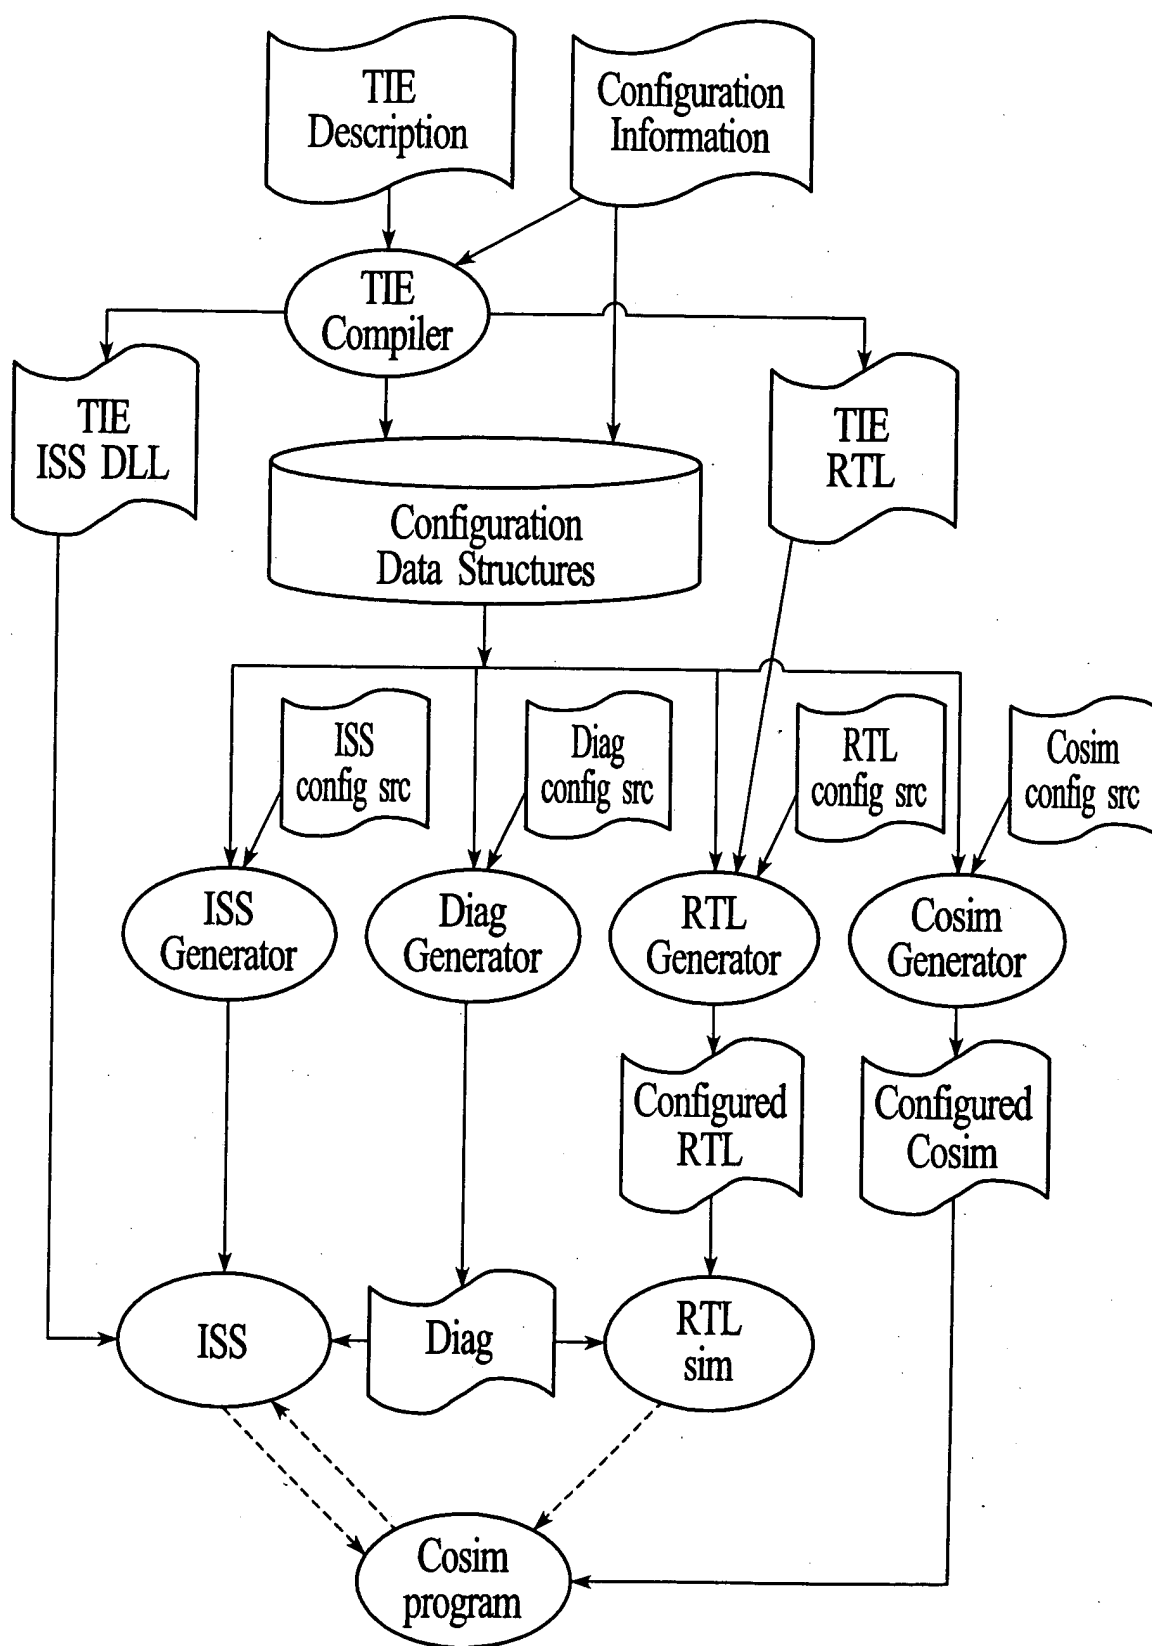 TIE
Description
Configuration
Information
TIE
Compiler
TIE
ISS DLL
TIE
RTL
Configuration
Data Structures
ISS
config src
Diag
config src
RTL
config src
Cosim
config src
ISS
Generator
Diag
Generator
RTL
Generator
Cosim
Generator
Configured
RTL
Configured
Cosim
ISS
Diag
RTL
sim
Cosim
program